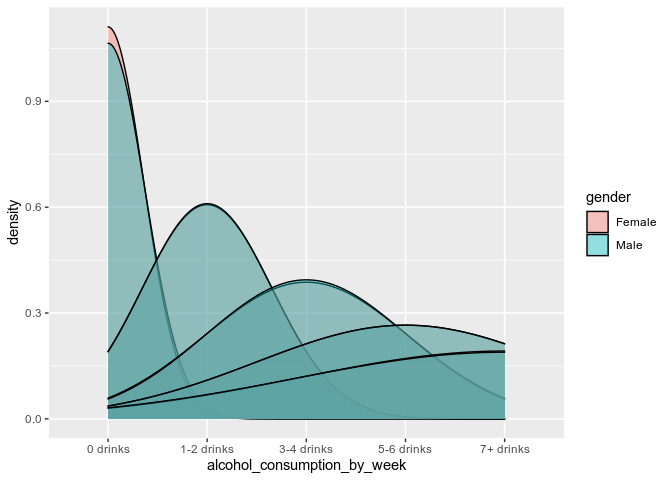 0.9
0.6
0.3
0.0
density
0 drinks 1-2 drinks 3-4 drinks 5-6 drinks 7+ drinks
alcohol_consumption_by_week
gender
Female
Male